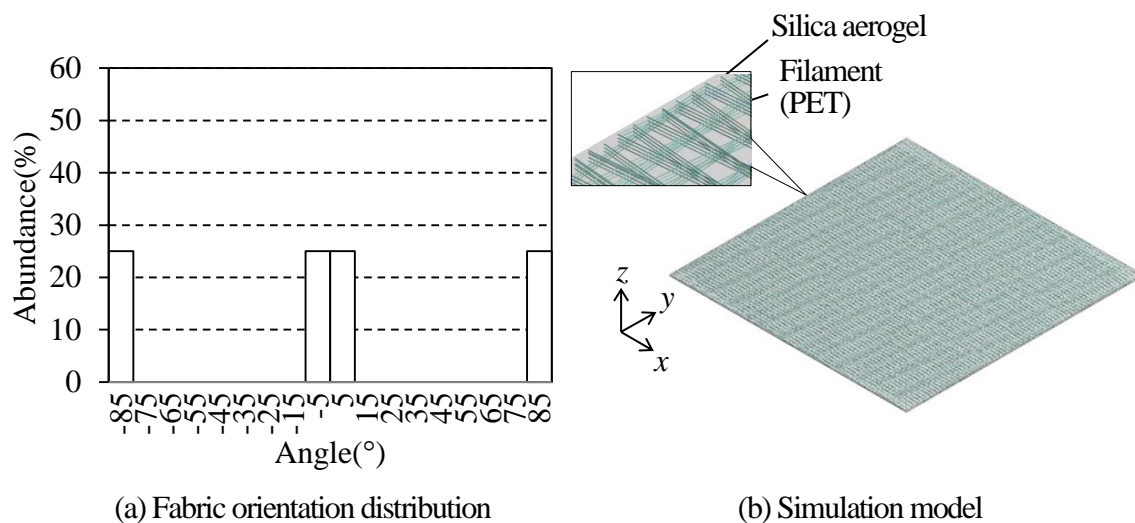 Silica aerogel
Filament
(PET)
Abundance(%)
60
50
40
30
20
10
0
-85
-75
-65
-55
-45
-35
-25
-15
-5
5
15
25
35
45
55
65
75
85
Angle(°)
z
y
x
(a) Fabric orientation distribution
(b) Simulation model